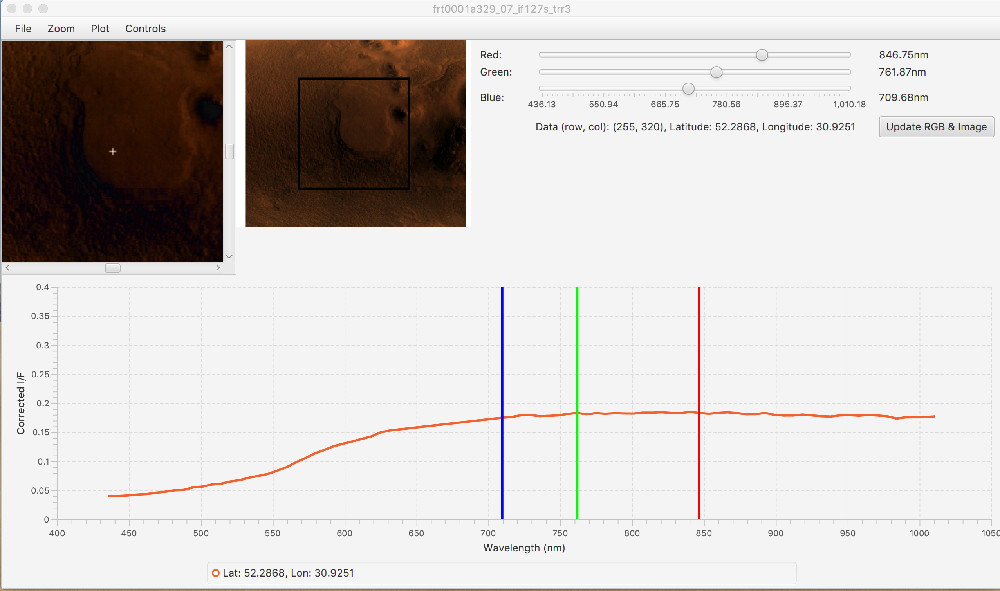 frt0001a329_07_if127s_trr3
File Zoom Plot Controls
Red: 846.75nm
Green: 761.87nm
Blue: 709.68nm
436.13 550.94 665.75 780.56 895.37 1,010.18
Data (row, col): (255, 320), Latitude: 52.2868, Longitude: 30.9251 Update RGB & Image
0.4
0.35
0.3
0.25
0.2
0.15
0.1
0.05
0
Corrected I/F
400 450 500 550 600 650 700 750 800 850 900 950 1000 1050
Wavelength (nm)
Lat: 52.2868, Lon: 30.9251